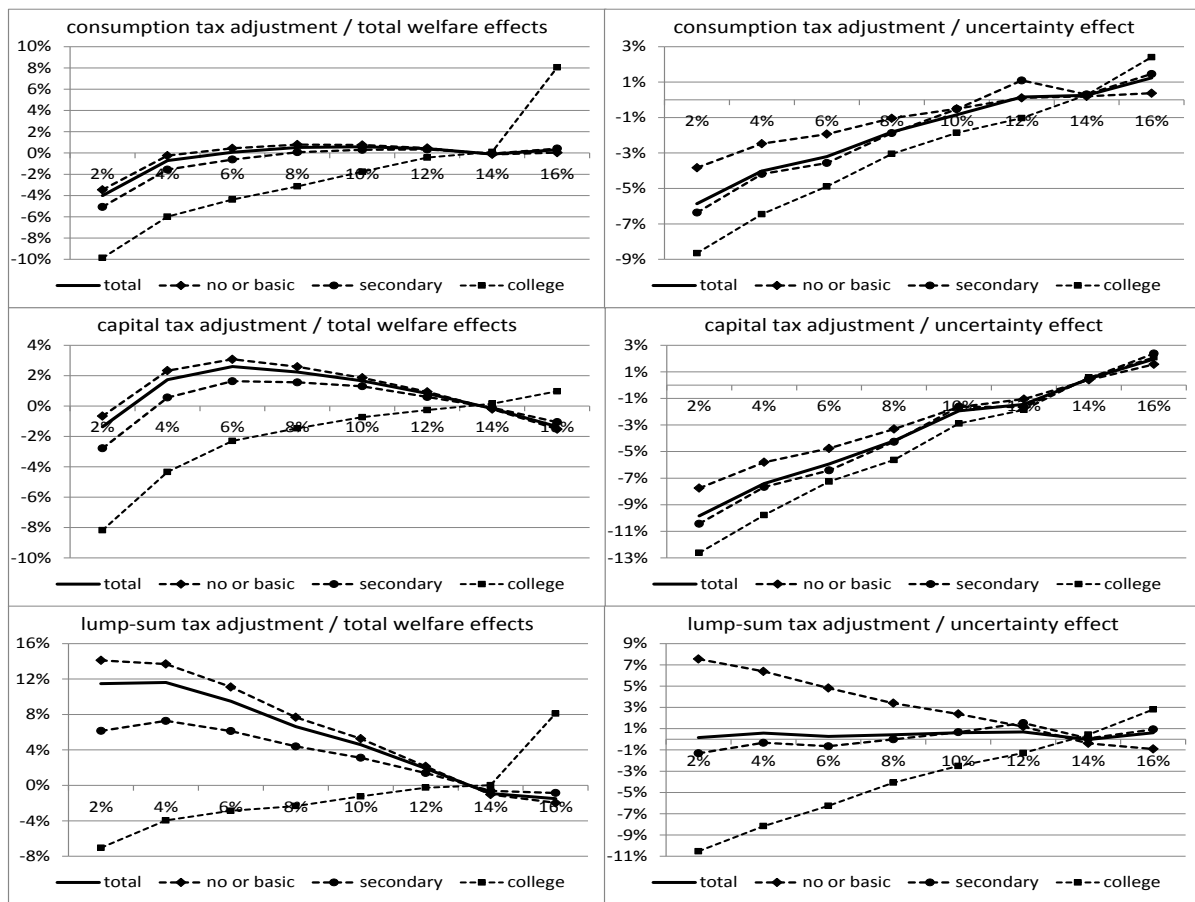 consumption tax adjustment / total welfare effects
10%
8%
6%
4%
2%
0%
-2%
-4%
-6%
-8%
-10%
2% 4% 6% 8% 10% 12% 14% 16%
total no or basic secondary college
consumption tax adjustment / uncertainty effect
3%
1%
-1%
-3%
-5%
-7%
-9%
2% 4% 6% 8% 10% 12% 14% 16%
total no or basic secondary college
capital tax adjustment / total welfare effects
4%
2%
0%
-2%
-4%
-6%
-8%
-10%
2% 4% 6% 8% 10% 12% 14% 16%
total no or basic secondary college
capital tax adjustment / uncertainty effect
3%
1%
-1%
-3%
-5%
-7%
-9%
-11%
-13%
2% 4% 6% 8% 10% 12% 14% 16%
total no or basic secondary college
lump-sum tax adjustment / total welfare effects
16%
12%
8%
4%
0%
-4%
-8%
2% 4% 6% 8% 10% 12% 14% 16%
total no or basic secondary college
lump-sum tax adjustment / uncertainty effect
9%
7%
5%
3%
1%
-1%
-3%
-5%
-7%
-9%
-11%
2% 4% 6% 8% 10% 12% 14% 16%
total no or basic secondary college